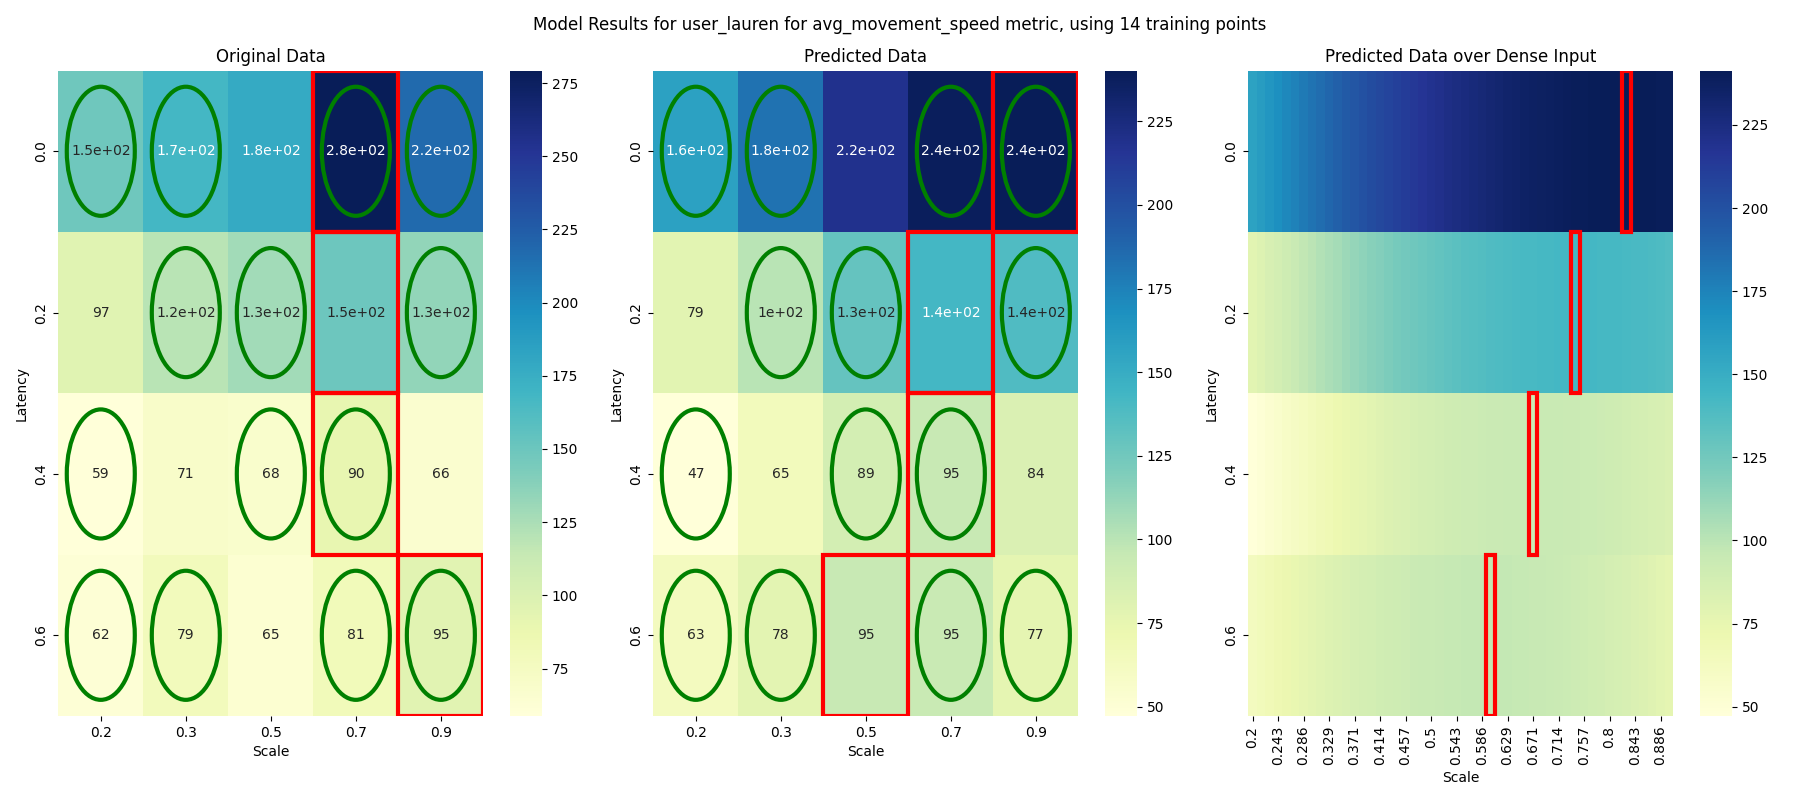 Model Results for user_lauren for avg_movement_speed metric, using 14 training points
Original Data
1.5e+02 1.7e+02 1.8e+02 2.8e+02 2.2e+02
97 1.2e+02 1.3e+02 1.5e+02 1.3e+02
59 71 68 90 66
62 79 65 81 95
0.0
0.2
0.4
0.6
Latency
0.2 0.3 0.5 0.7 0.9
Scale
275
250
225
200
175
150
125
100
75
Predicted Data
1.6e+02 1.8e+02 2.2e+02 2.4e+02 2.4e+02
79 1e+02 1.3e+02 1.4e+02 1.4e+02
47 65 89 95 84
63 78 95 95 77
0.0
0.2
0.4
0.6
Latency
0.2 0.3 0.5 0.7 0.9
Scale
225
200
175
150
125
100
75
50
Predicted Data over Dense Input
0.0
0.2
0.4
0.6
Latency
0.2 0.243 0.286 0.329 0.371 0.414 0.457 0.5 0.543 0.586 0.629 0.671 0.714 0.757 0.8 0.843 0.886
Scale
225
200
175
150
125
100
75
50